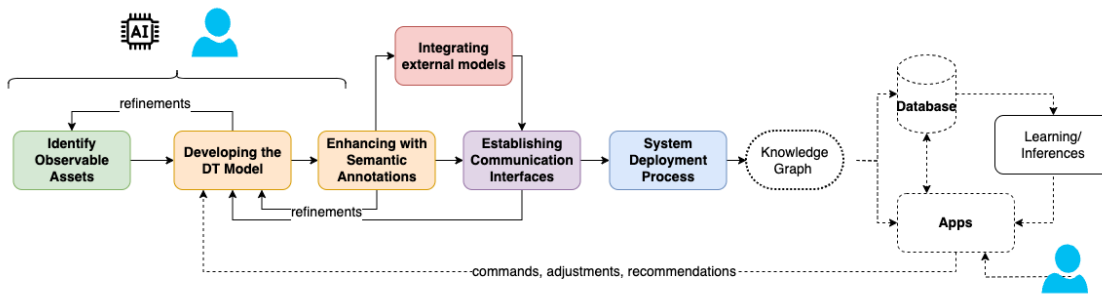 AI
refinements
Identify
Observable
Assets
Developing the
DT Model
Enhancing with
Semantic
Annotations
Integrating
external models
Establishing
Communication
Interfaces
System
Deployment
Process
Knowledge
Graph
Database
Learning/
Inferences
Apps
refinements
commands, adjustments, recommendations